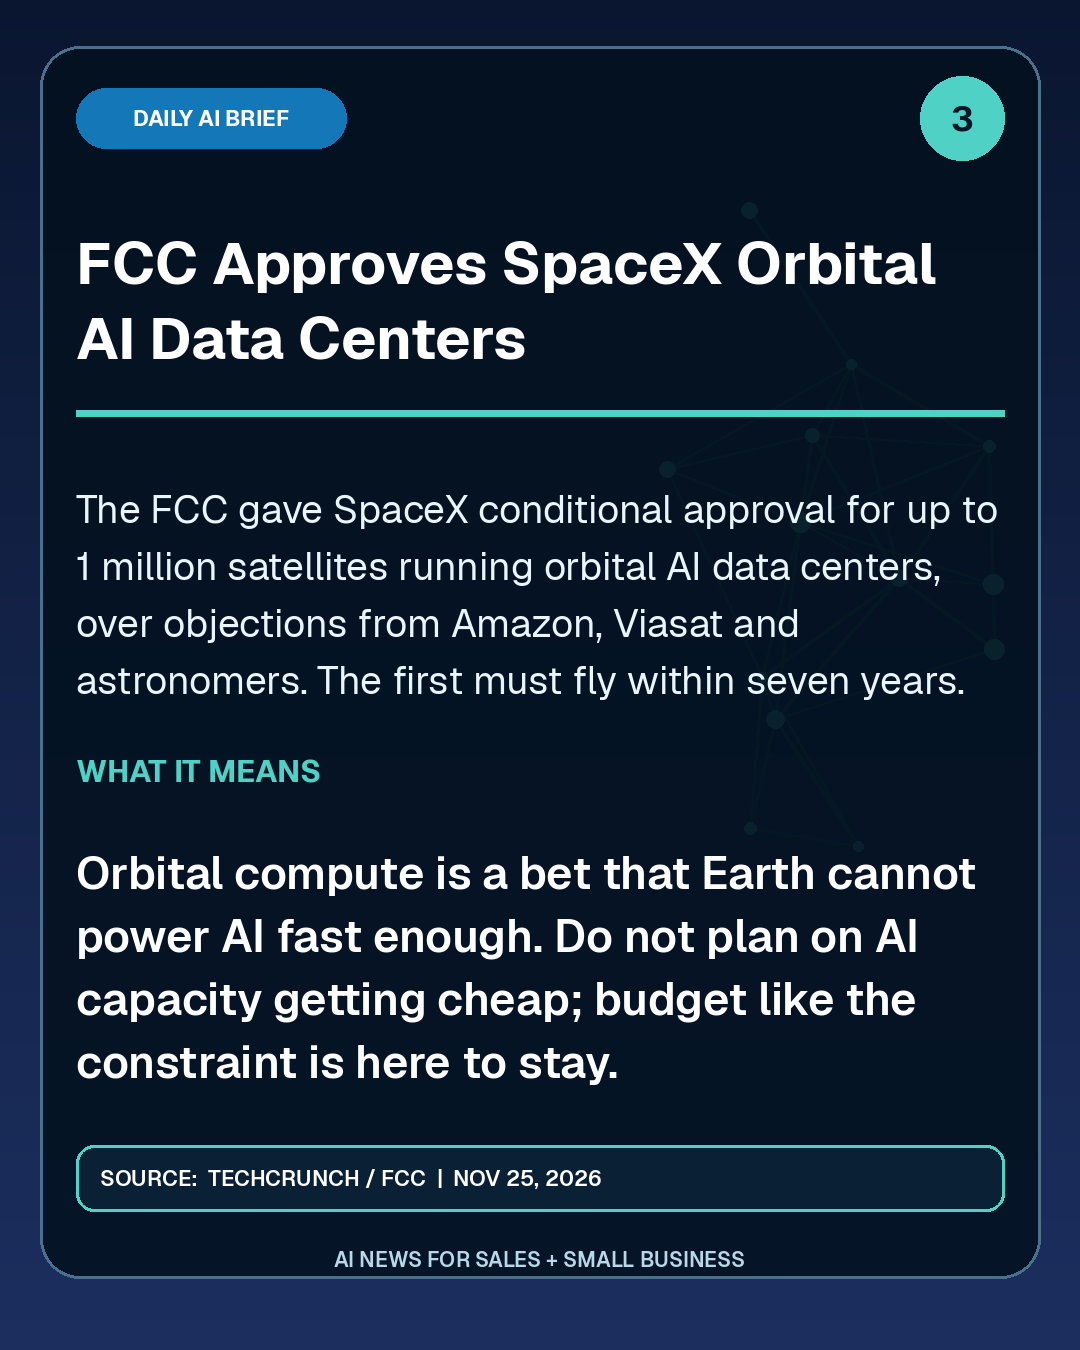 DAILY AI BRIEF
3
FCC Approves SpaceX Orbital
AI Data Centers
The FCC gave SpaceX conditional approval for up to
1 million satellites running orbital AI data centers,
over objections from Amazon, Viasat and
astronomers. The first must fly within seven years.
WHAT IT MEANS
Orbital compute is a bet that Earth cannot
power AI fast enough. Do not plan on AI
capacity getting cheap; budget like the
constraint is here to stay.
SOURCE: TECHCRUNCH / FCC | NOV 25, 2026
AI NEWS FOR SALES + SMALL BUSINESS